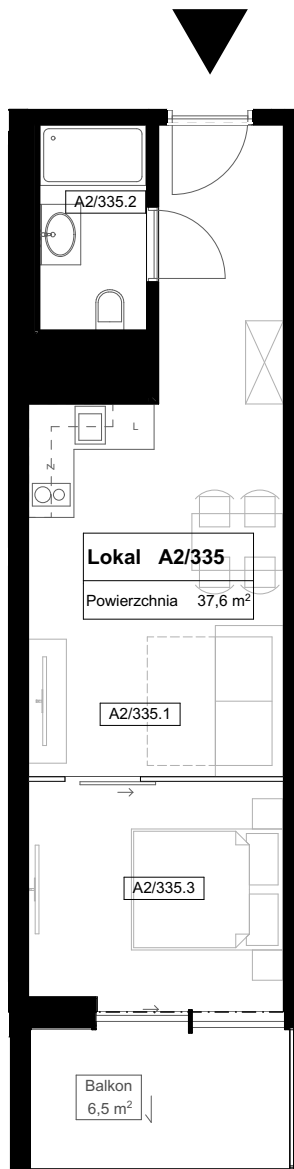 A2/335.2
L
N
Lokal A2/335
Powierzchnia 37,6 m²
A2/335.1
A2/335.3
Balkon
6,5 m²